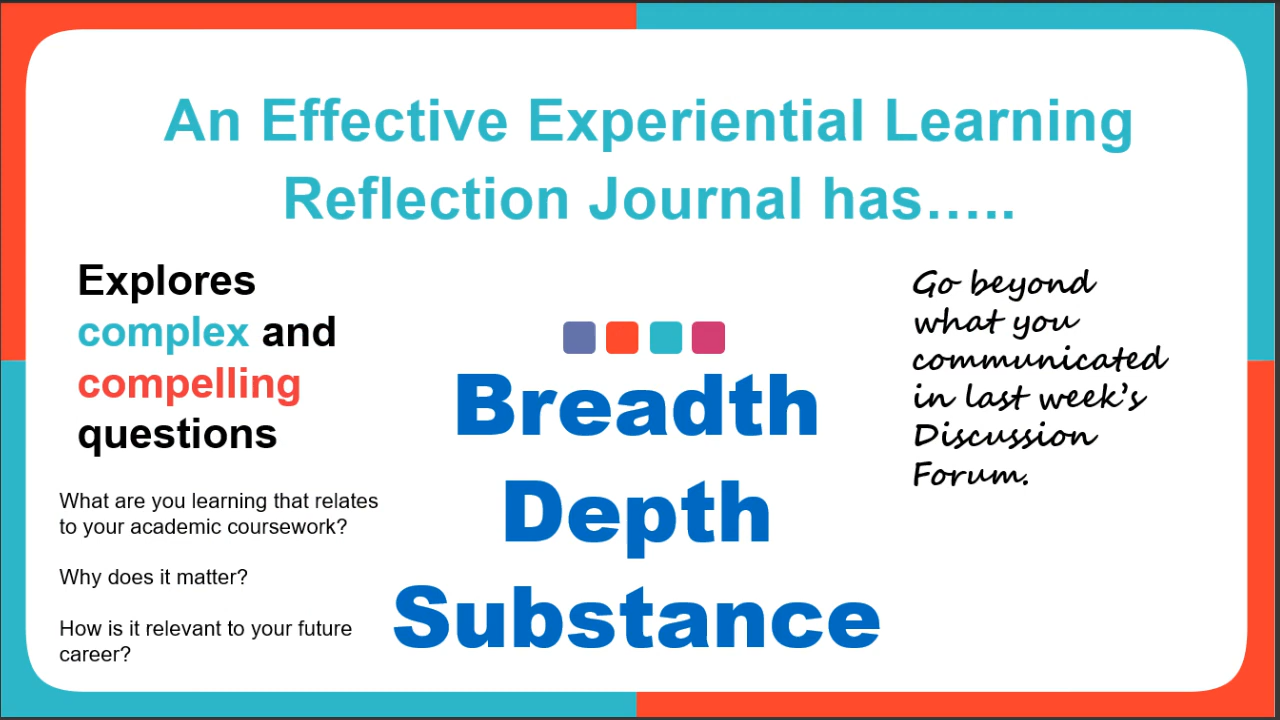 An Effective Experiential Learning
Reflection Journal has…..
Explores
complex and
compelling
questions
What are you learning that relates
to your academic coursework?
Why does it matter?
How is it relevant to your future
career?
Breadth
Depth
Substance
Go beyond
what you
communicated
in last week’s
Discussion
Forum.